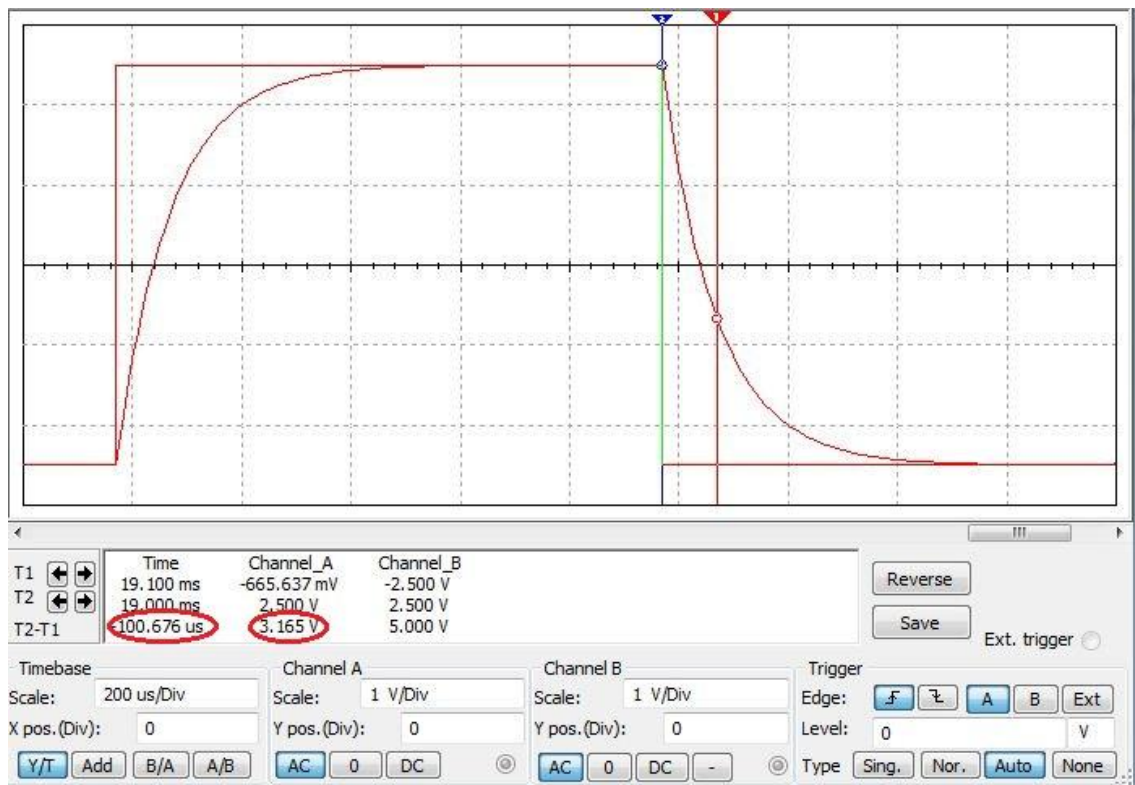 2 1
Time Channel_A Channel_B
T1 19.100 ms -665.637 mV -2.500 V
T2 19.000 ms 2.500 V 2.500 V
T2-T1 -100.676 us 3.165 V 5.000 V
Reverse
Save
Ext. trigger
Timebase Channel A Channel B Trigger
Scale: 200 us/Div Scale: 1 V/Div Scale: 1 V/Div Edge: A B Ext
X pos.(Div): 0 Y pos.(Div): 0 Y pos.(Div): 0 Level: 0 V
Y/T Add B/A A/B AC 0 DC AC 0 DC - Type Sing. Nor. Auto None